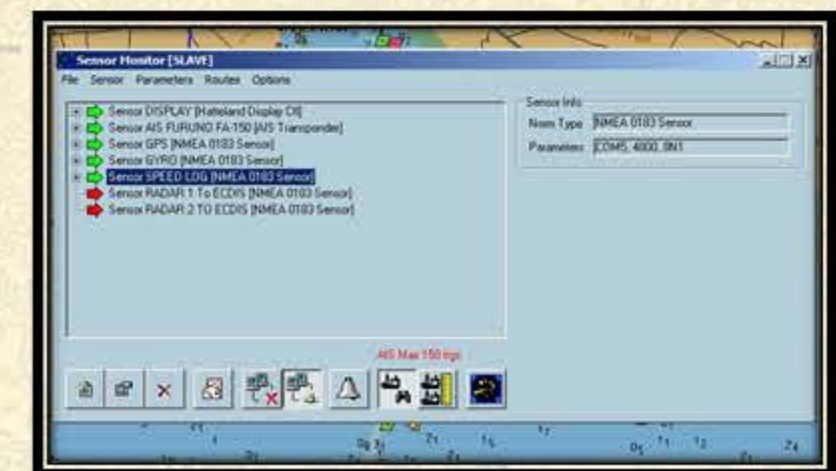 Sensor Monitor [SLAVE]
File Sensor Parameters Routes Options
Sensor DISPLAY [Hatteland Display Ctl]
Sensor AIS FURUNO FA-150 [AIS Transponder]
Sensor GPS [NMEA 0183 Sensor]
Sensor GYRO [NMEA 0183 Sensor]
Sensor SPEED LOG [NMEA 0183 Sensor]
Sensor RADAR 1 To ECDIS [NMEA 0183 Sensor]
Sensor RADAR 2 TO ECDIS [NMEA 0183 Sensor]
Sensor Info
Norm Type NMEA 0183 Sensor
Parameters COM5, 4800, 8N1
AIS Max 150 tgs